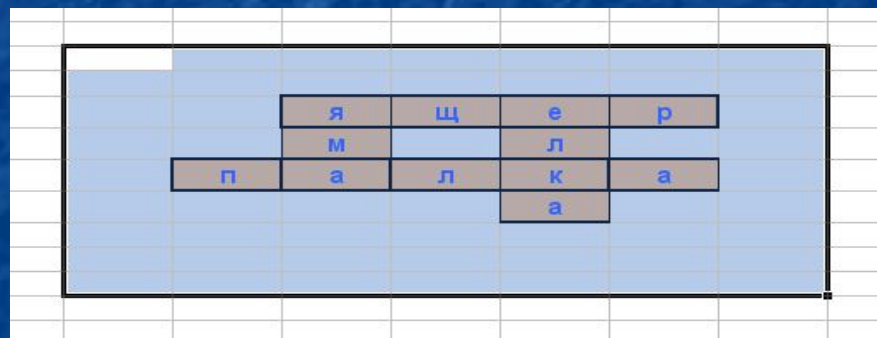 я щ е р
м л
п а л к а
а